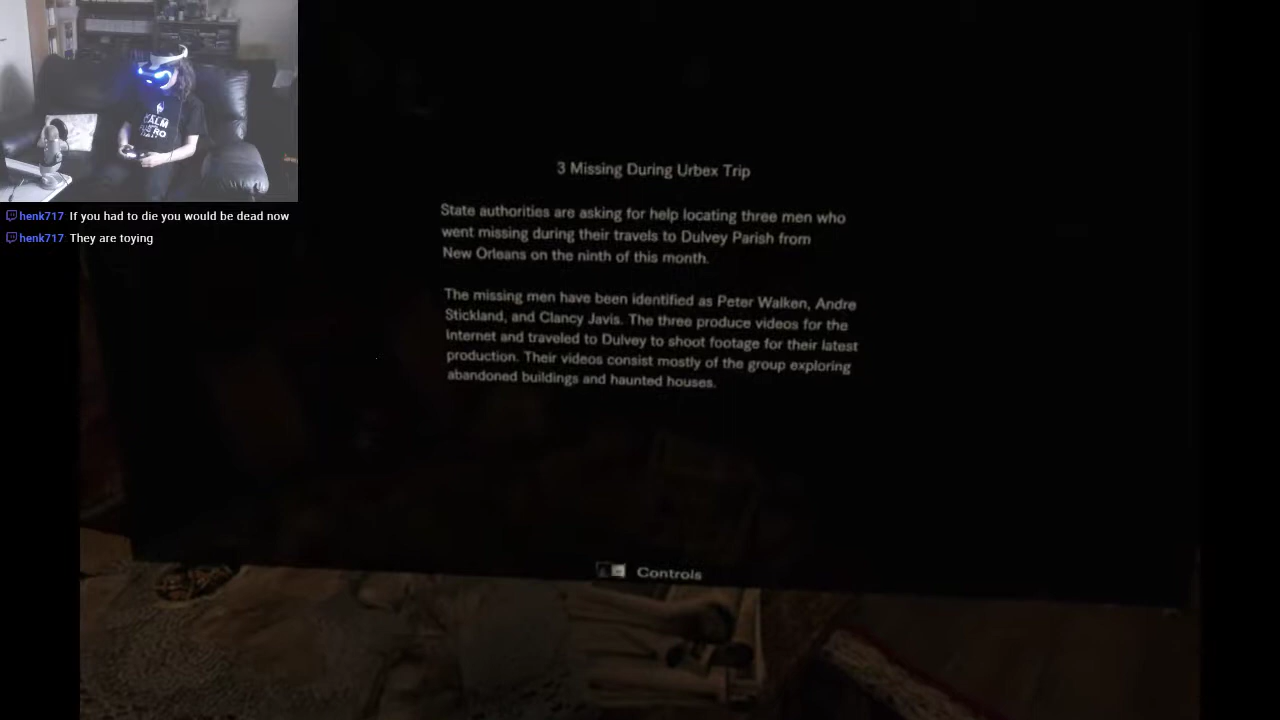 henk717 If you had to die you would be dead now
henk717 They are toying
CALM
3 Missing During Urbex Trip
State authorities are asking for help locating three men who
went missing during their travels to Dulvey Parish from
New Orleans on the ninth of this month.
The missing men have been identified as Peter Walken, Andre
Stickland, and Clancy Javis. The three produce videos for the
Internet and traveled to Dulvey to shoot footage for their latest
production. Their videos consist mostly of the group exploring
abandoned buildings and haunted houses.
Controls